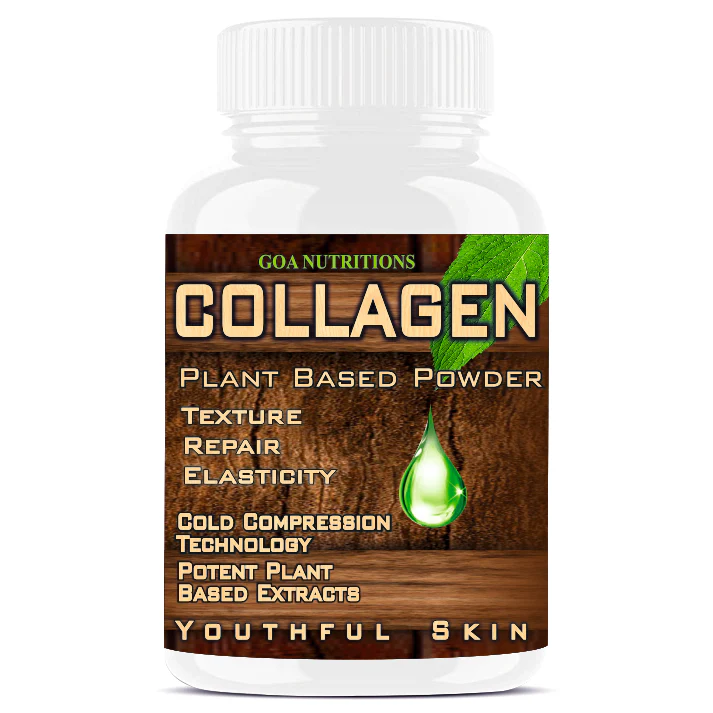 GOA NUTRITIONS
COLLAGEN
PLANT BASED POWDER
TEXTURE
REPAIR
ELASTICITY
COLD COMPRESSION
TECHNOLOGY
POTENT PLANT
BASED EXTRACTS
YOUTHFUL SKIN